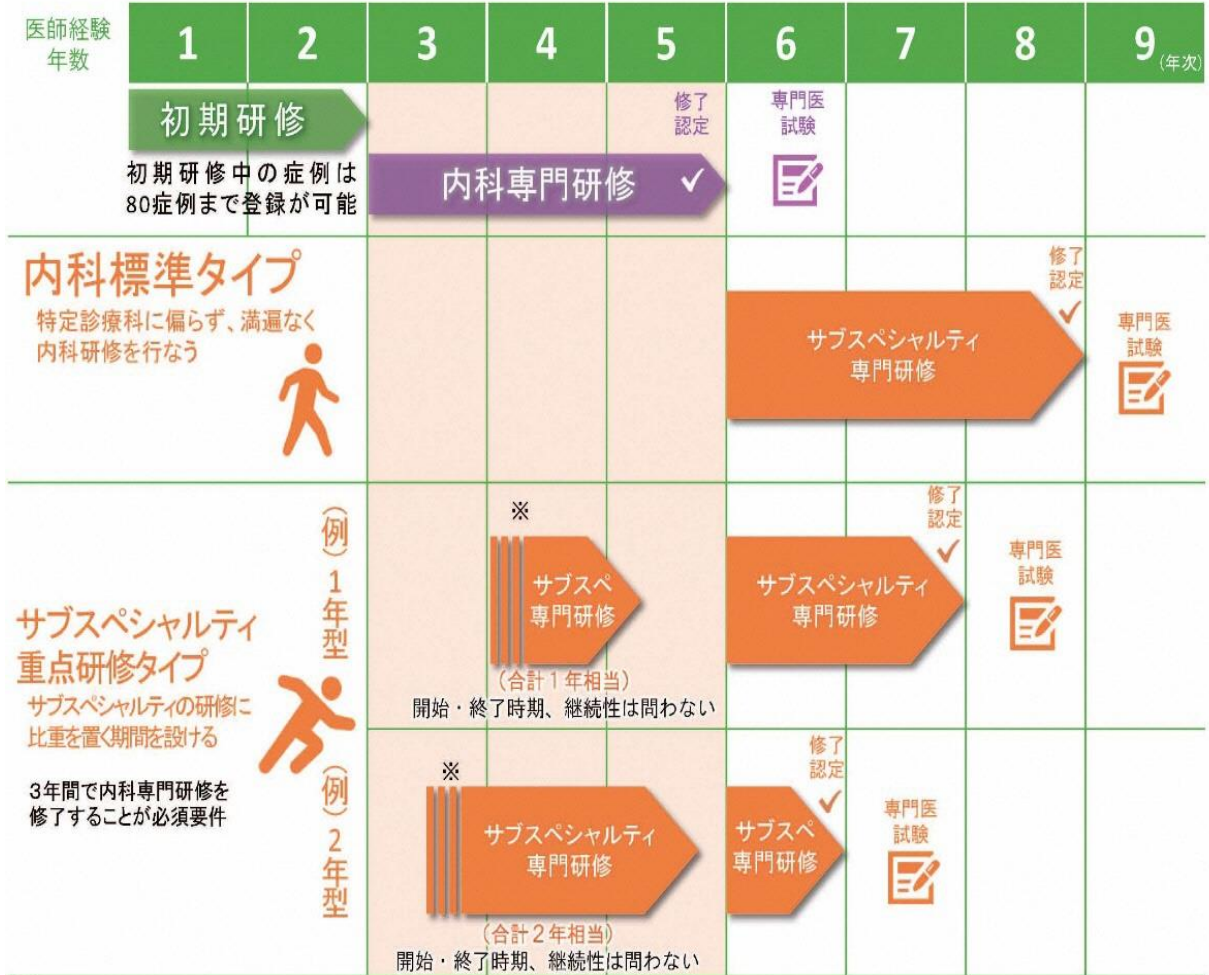 医師経験
年数
1 2 3 4 5 6 7 8 9(年次)
初期研修
初期研修中の症例は
80症例まで登録が可能
修了
認定
内科専門研修
専門医
試験
内科標準タイプ
特定診療科に偏らず、満遍なく
内科研修を行なう
修了
認定
サブスペシャルティ
専門研修
専門医
試験
サブスペシャルティ
重点研修タイプ
サブスペシャルティの研修に
比重を置く期間を設ける
3年間で内科専門研修を
修了することが必須要件
(例)1年型
※
サブスペ
専門研修
(合計1年相当)
開始・終了時期、継続性は問わない
修了
認定
サブスペシャルティ
専門研修
専門医
試験
(例)2年型
※
サブスペシャルティ
専門研修
(合計2年相当)
開始・終了時期、継続性は問わない
修了
認定
サブスペ
専門研修
専門医
試験